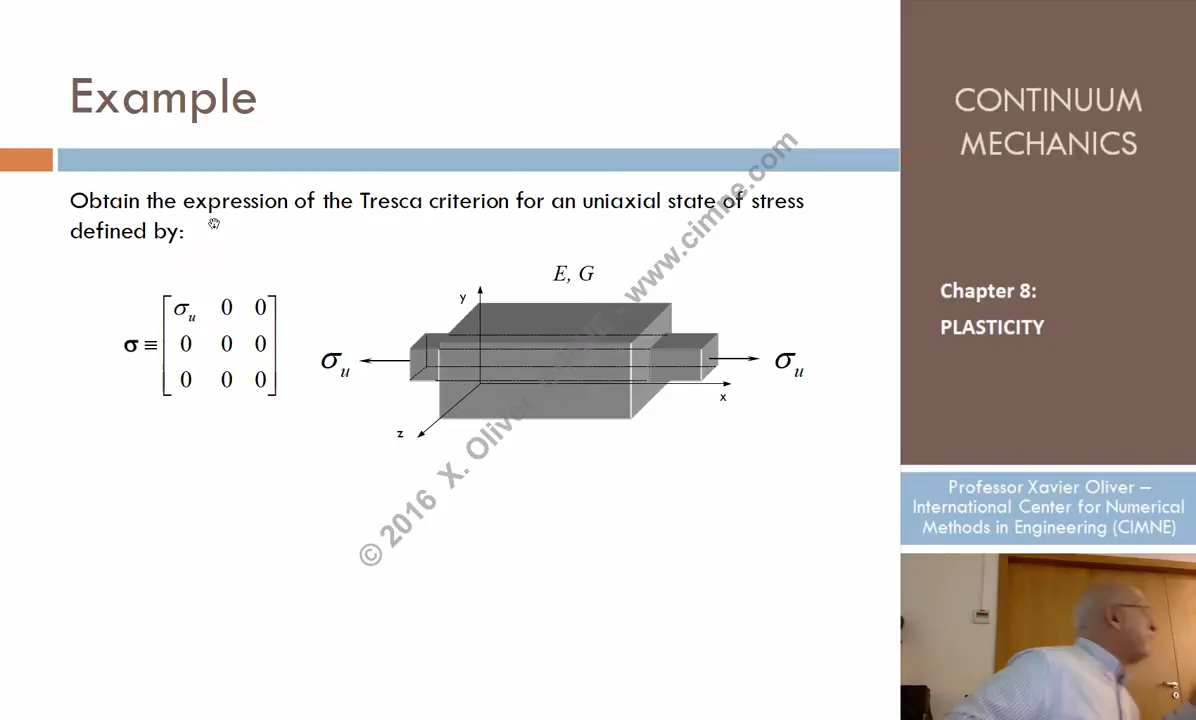 Example
Obtain the expression of the Tresca criterion for an uniaxial state of stress
defined by:
σ ≡ [ σu 0 0
0 0 0
0 0 0 ]
E, G
y
σu
σu
x
z
© 2016 X. Oliver - CIMNE - www.cimne.com
CONTINUUM
MECHANICS
Chapter 8:
PLASTICITY
Professor Xavier Oliver –
International Center for Numerical
Methods in Engineering (CIMNE)